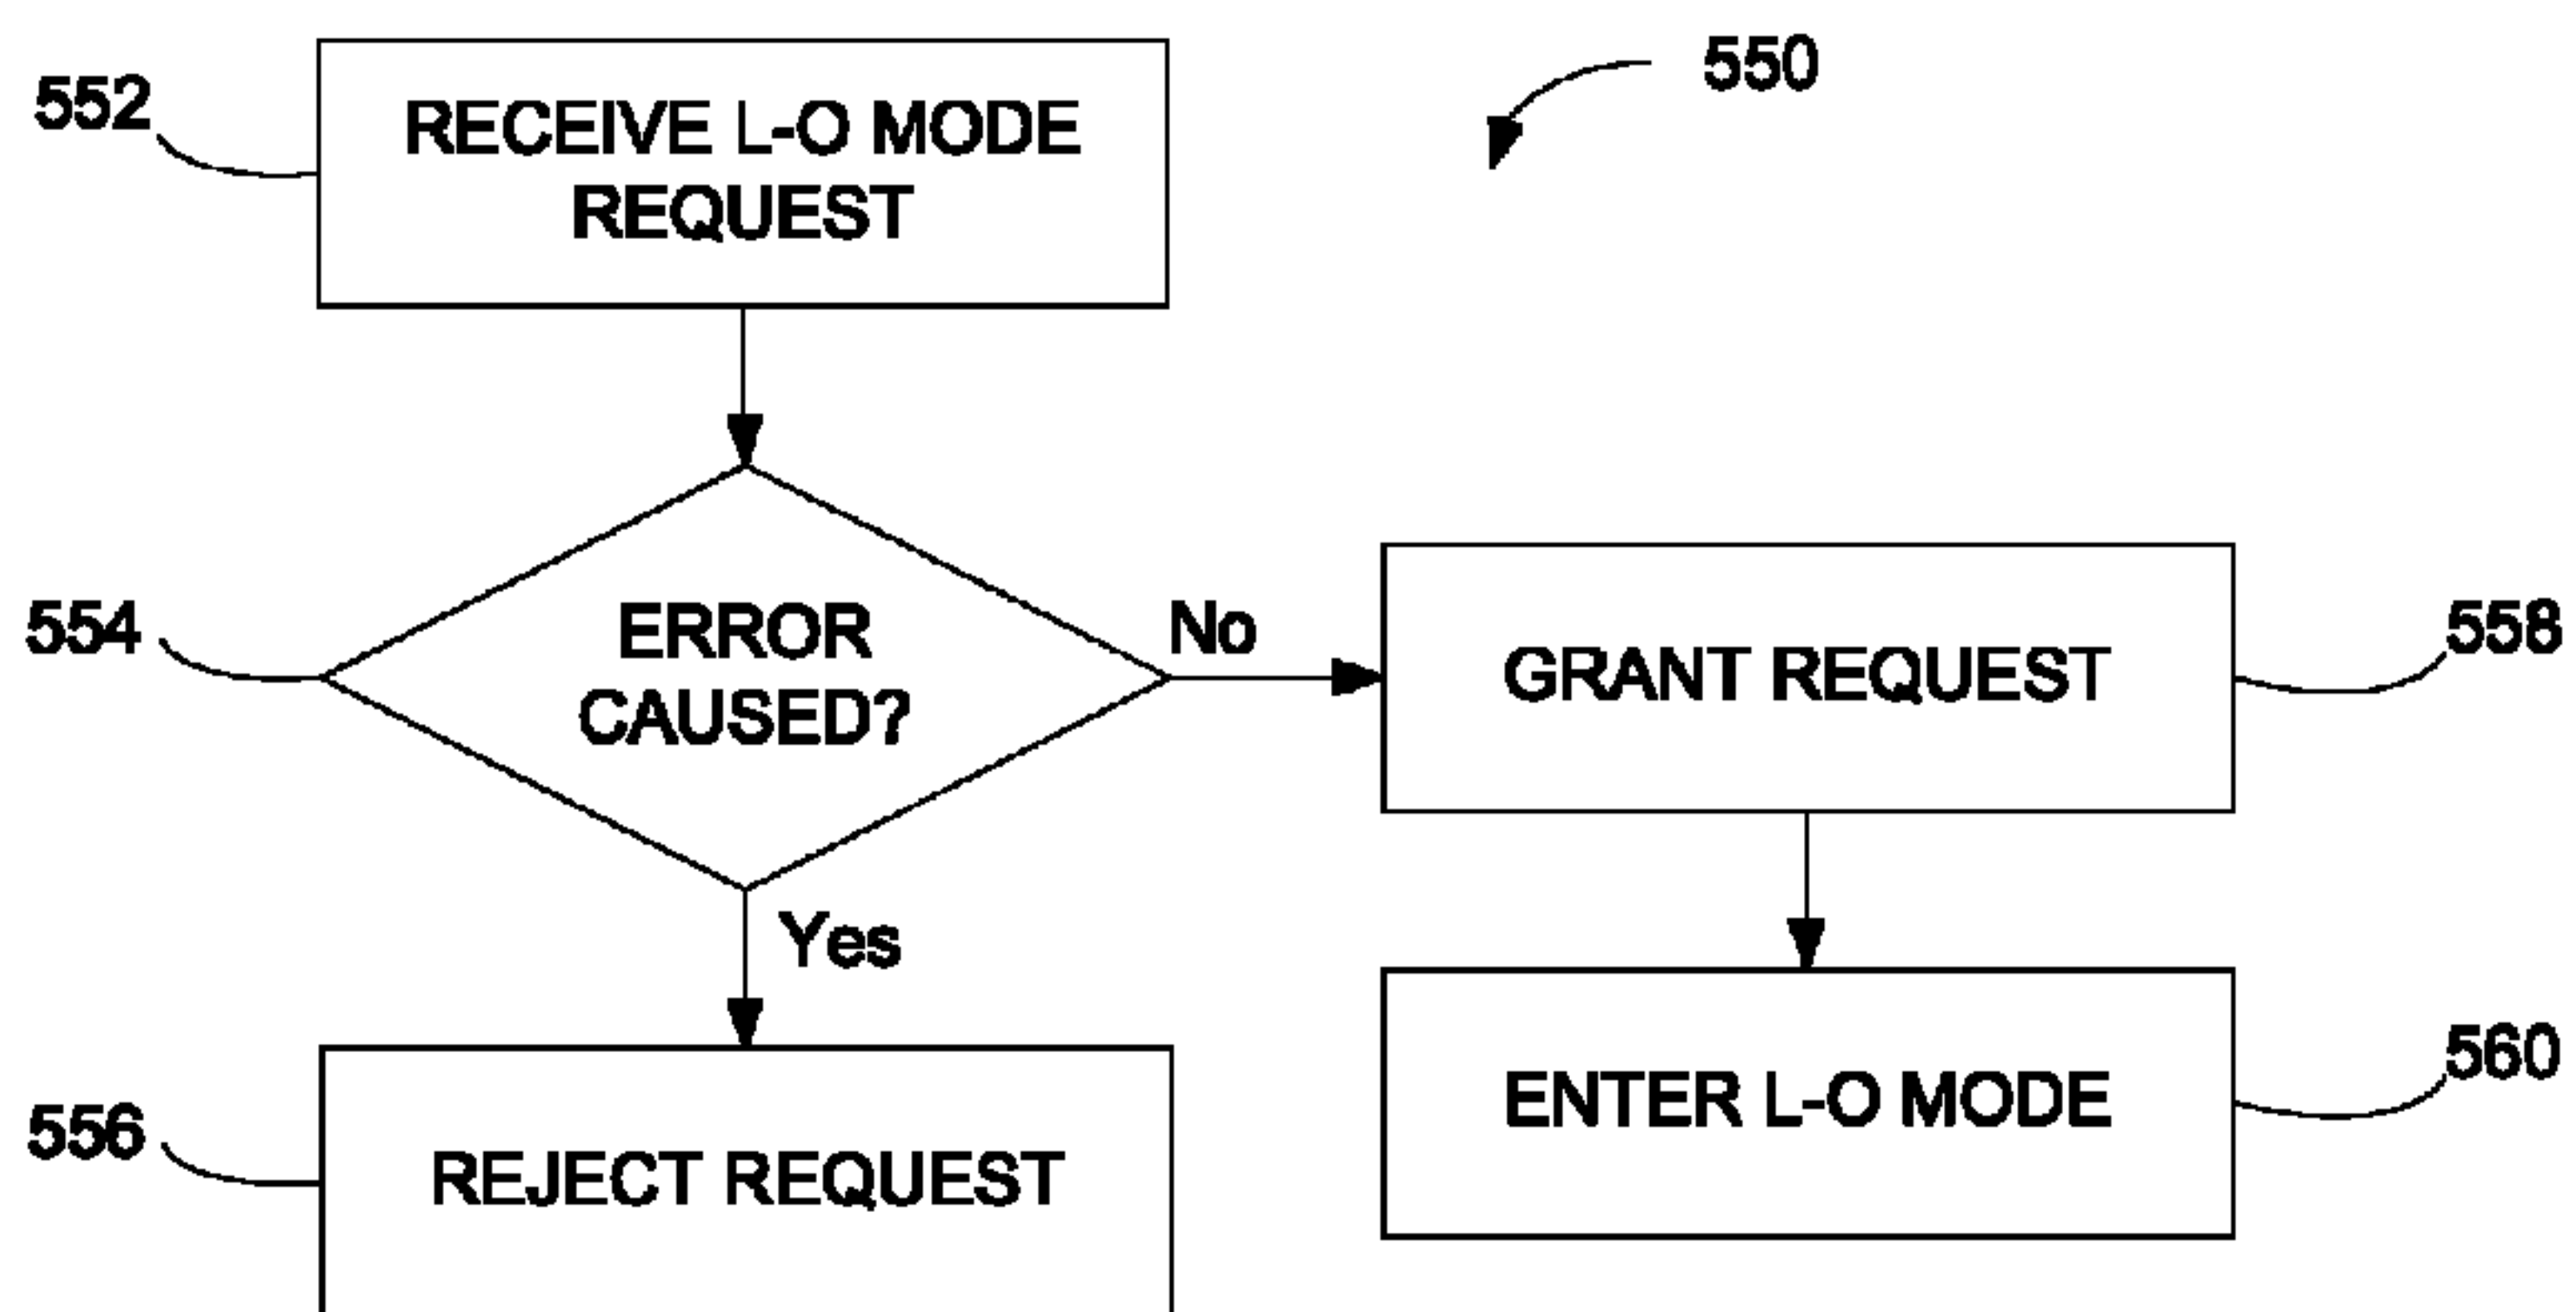 550
552
RECEIVE L-O MODE
REQUEST
554
ERROR
CAUSED?
No
GRANT REQUEST
558
Yes
ENTER L-O MODE
560
556
REJECT REQUEST